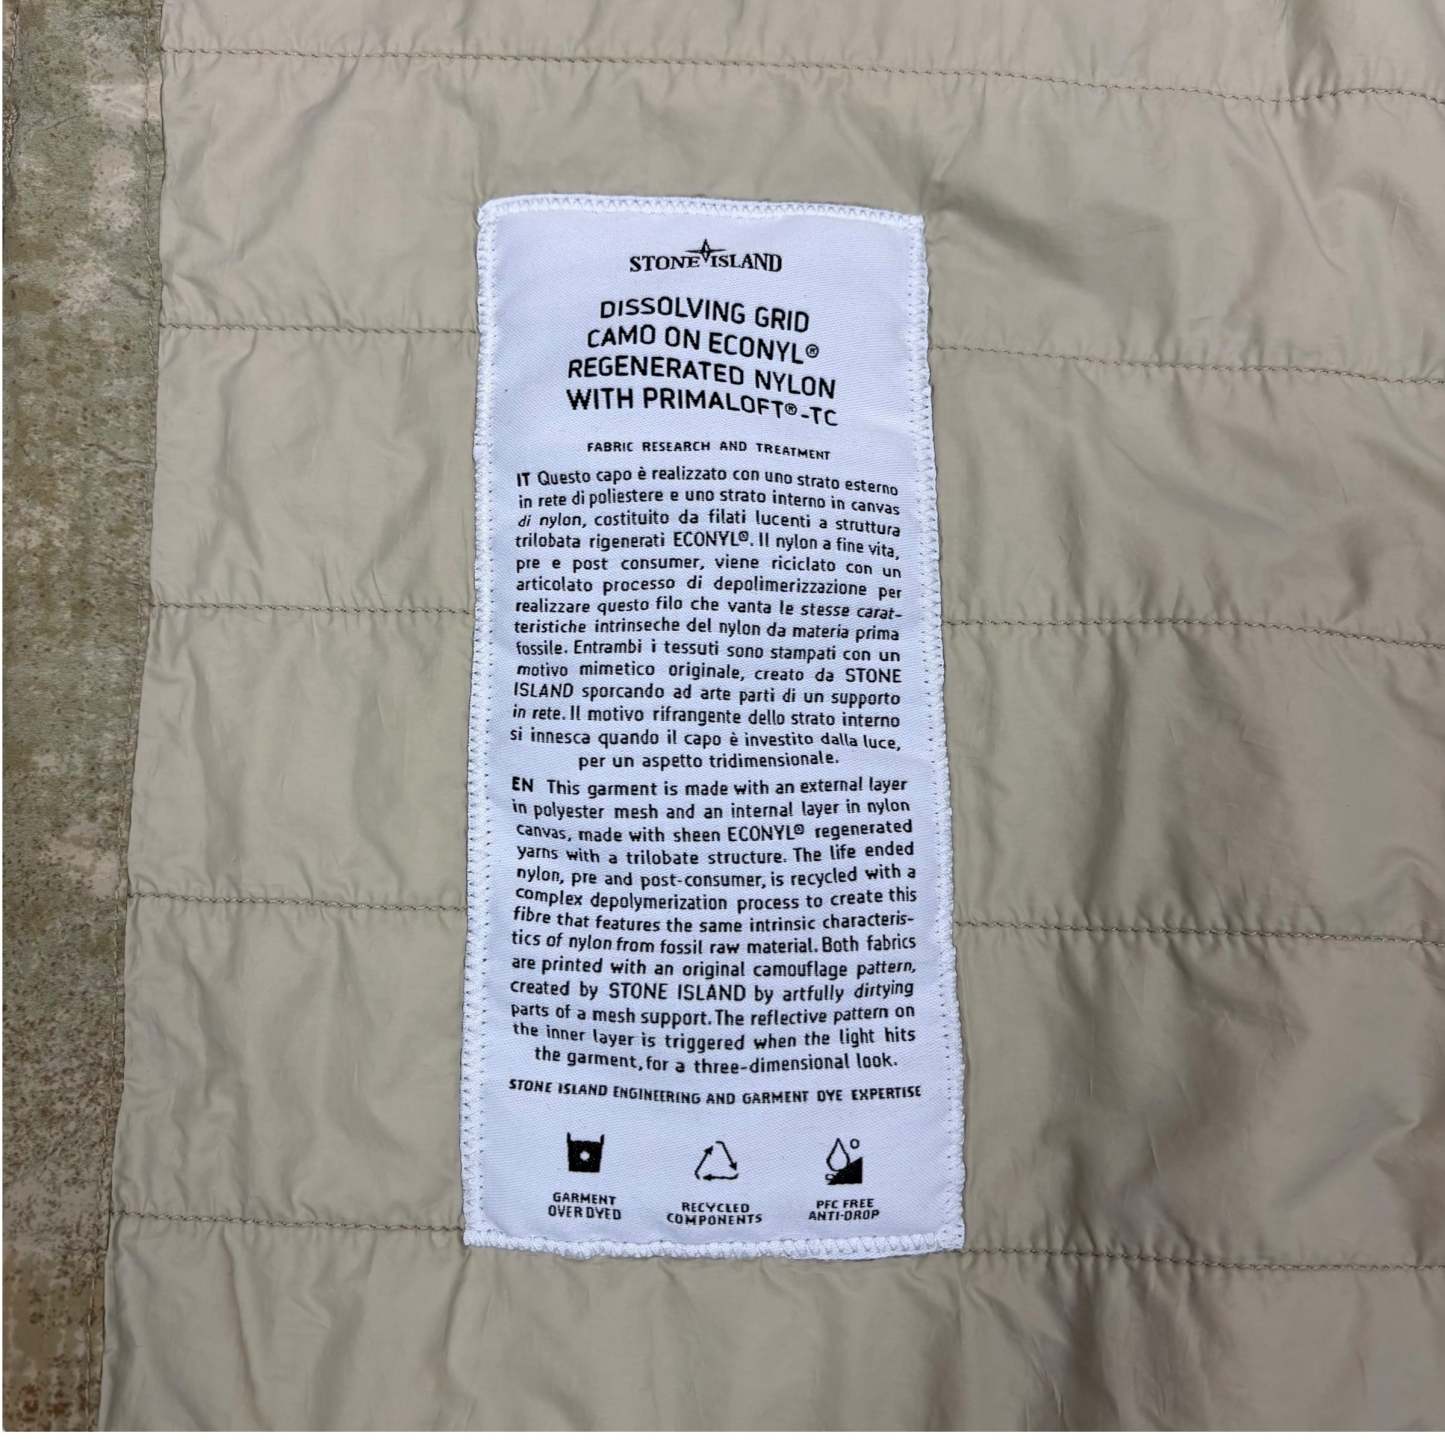 STONE ISLAND
DISSOLVING GRID
CAMO ON ECONYL®
REGENERATED NYLON
WITH PRIMALOFT®-TC
FABRIC RESEARCH AND TREATMENT
IT Questo capo è realizzato con uno strato esterno
in rete di poliestere e uno strato interno in canvas
di nylon, costituito da filati lucenti a struttura
trilobata rigenerati ECONYL®. Il nylon a fine vita,
pre e post consumer, viene riciclato con un
articolato processo di depolimerizzazione per
realizzare questo filo che vanta le stesse carat-
teristiche intrinseche del nylon da materia prima
fossile. Entrambi i tessuti sono stampati con un
motivo mimetico originale, creato da STONE
ISLAND sporcando ad arte parti di un supporto
in rete. Il motivo rifrangente dello strato interno
si innesca quando il capo è investito dalla luce,
per un aspetto tridimensionale.
EN This garment is made with an external layer
in polyester mesh and an internal layer in nylon
canvas, made with sheen ECONYL® regenerated
yarns with a trilobate structure. The life ended
nylon, pre and post-consumer, is recycled with a
complex depolymerization process to create this
fibre that features the same intrinsic characteris-
tics of nylon from fossil raw material. Both fabrics
are printed with an original camouflage pattern,
created by STONE ISLAND by artfully dirtying
parts of a mesh support. The reflective pattern on
the inner layer is triggered when the light hits
the garment, for a three-dimensional look.
STONE ISLAND ENGINEERING AND GARMENT DYE EXPERTISE
GARMENT
OVER DYED
RECYCLED
COMPONENTS
PFC FREE
ANTI-DROP